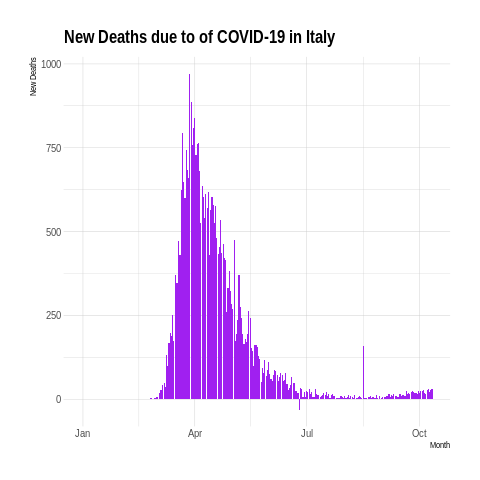 New Deaths due to of COVID-19 in Italy
New Deaths
1000
750
500
250
0
Jan Apr Jul Oct
Month